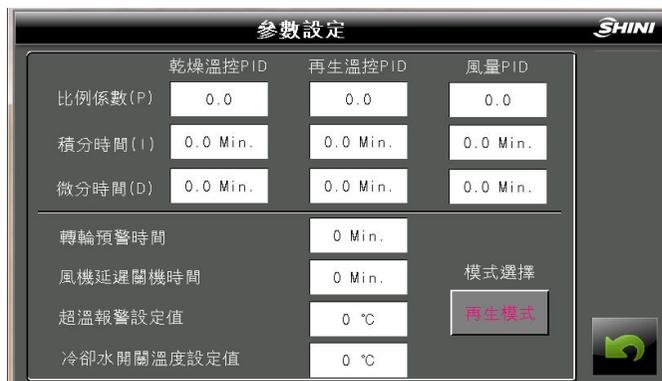 參數設定
SHINI
乾燥溫控PID 再生溫控PID 風量PID
比例係數(P) 0.0 0.0 0.0
積分時間(I) 0.0 Min. 0.0 Min. 0.0 Min.
微分時間(D) 0.0 Min. 0.0 Min. 0.0 Min.
轉輪預警時間 0 Min.
風機延遲關機時間 0 Min. 模式選擇
超溫報警設定值 0 ℃ 再生模式
冷卻水開關溫度設定值 0 ℃